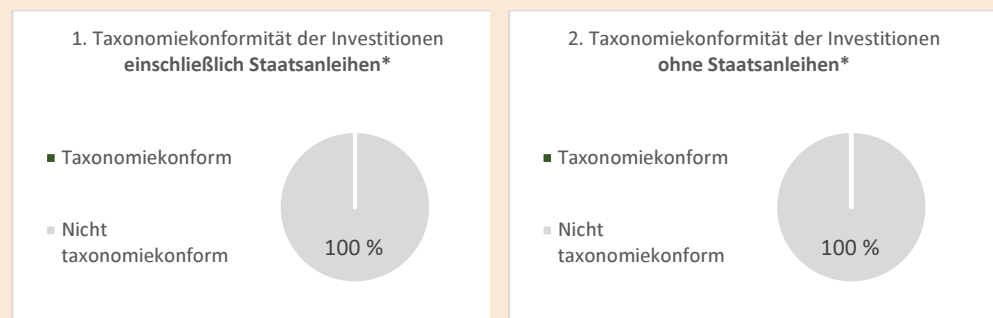 1. Taxonomiekonformität der Investitionen
einschließlich Staatsanleihen*
Taxonomiekonform
Nicht
taxonomiekonform
100 %
2. Taxonomiekonformität der Investitionen
ohne Staatsanleihen*
Taxonomiekonform
Nicht
taxonomiekonform
100 %